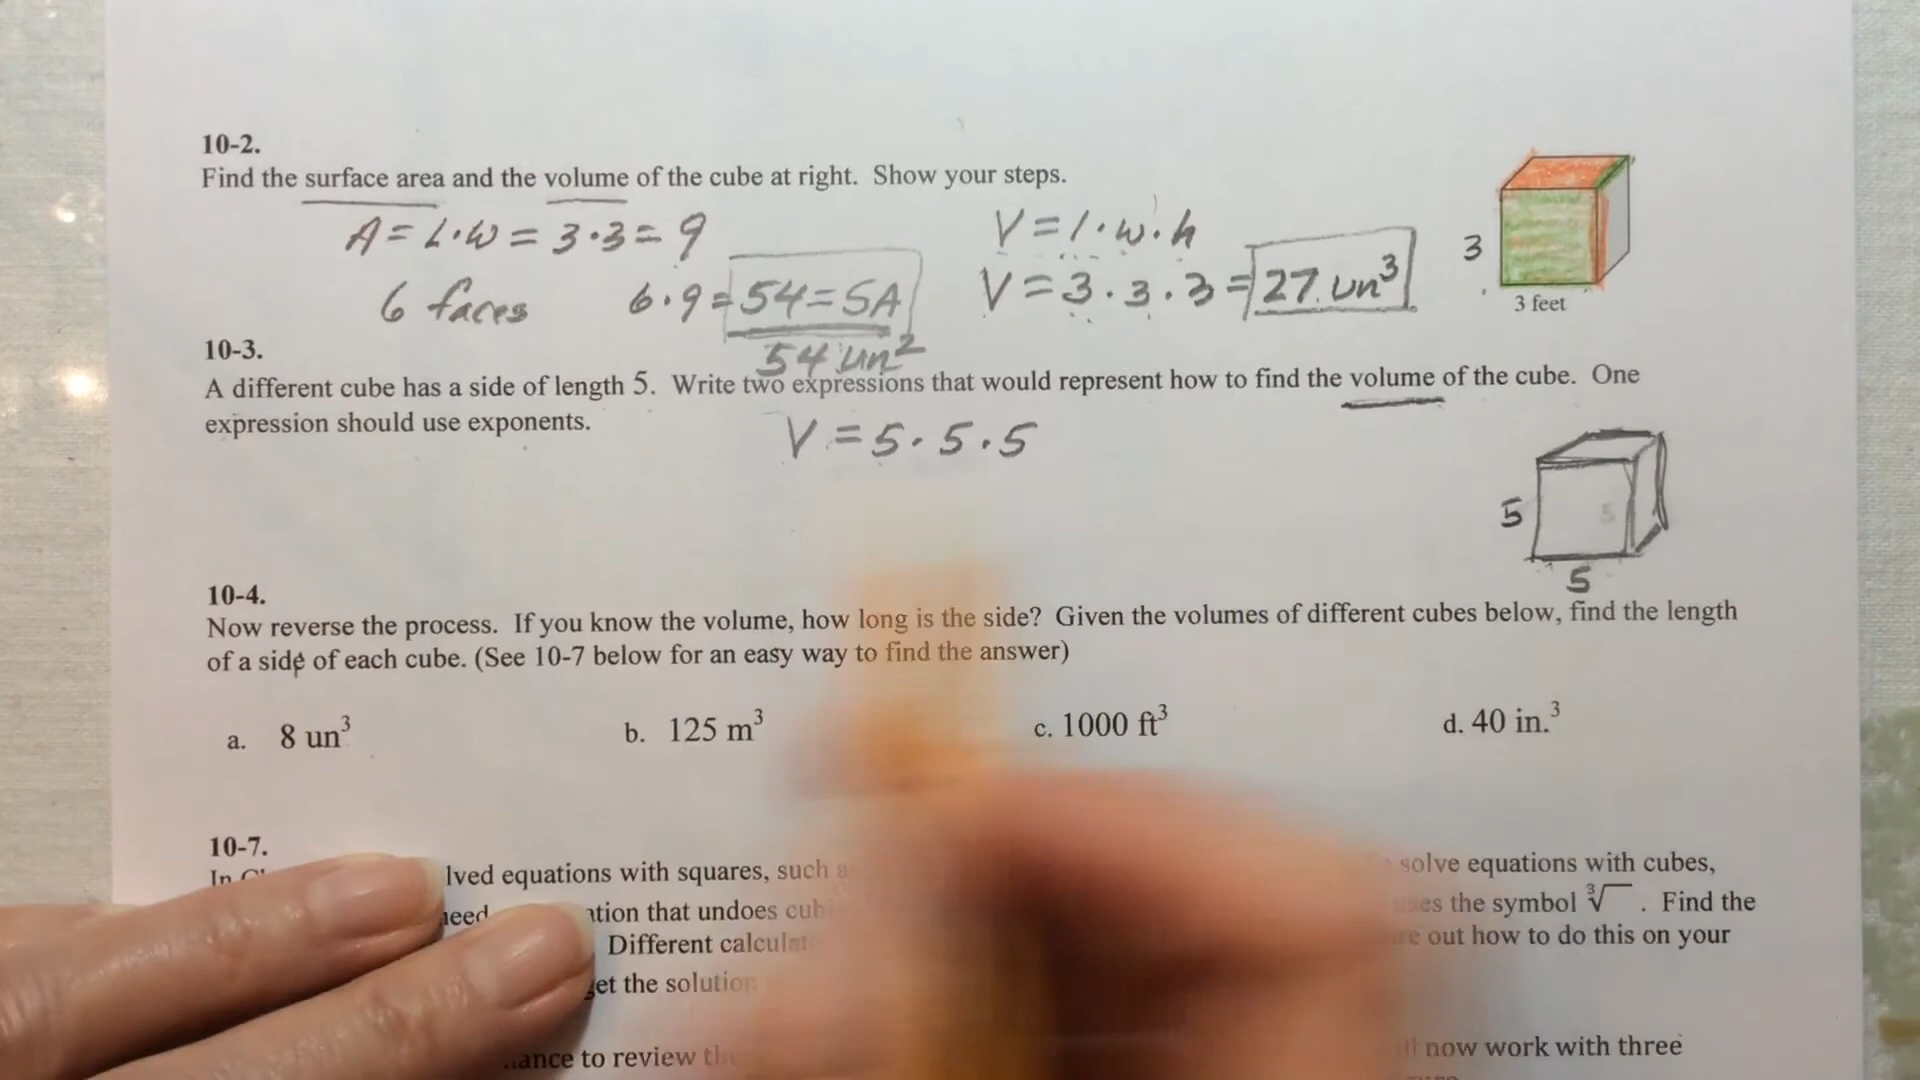 10-2.
Find the surface area and the volume of the cube at right. Show your steps.
A = L·W = 3·3 = 9
V = l·w·h
6 faces 6·9 = 54 = SA
V = 3·3·3 = 27 un³
3
3 feet
54 un²
10-3.
A different cube has a side of length 5. Write two expressions that would represent how to find the volume of the cube. One
expression should use exponents.
V = 5·5·5
5
5
5
10-4.
Now reverse the process. If you know the volume, how long is the side? Given the volumes of different cubes below, find the length
of a side of each cube. (See 10-7 below for an easy way to find the answer)
a. 8 un³
b. 125 m³
c. 1000 ft³
d. 40 in.³
10-7.
In equations with squares, such solve equations with cubes,
that undoes the symbol ∛ . Find the
Different out how to do this on your
the solution
to review now work with three